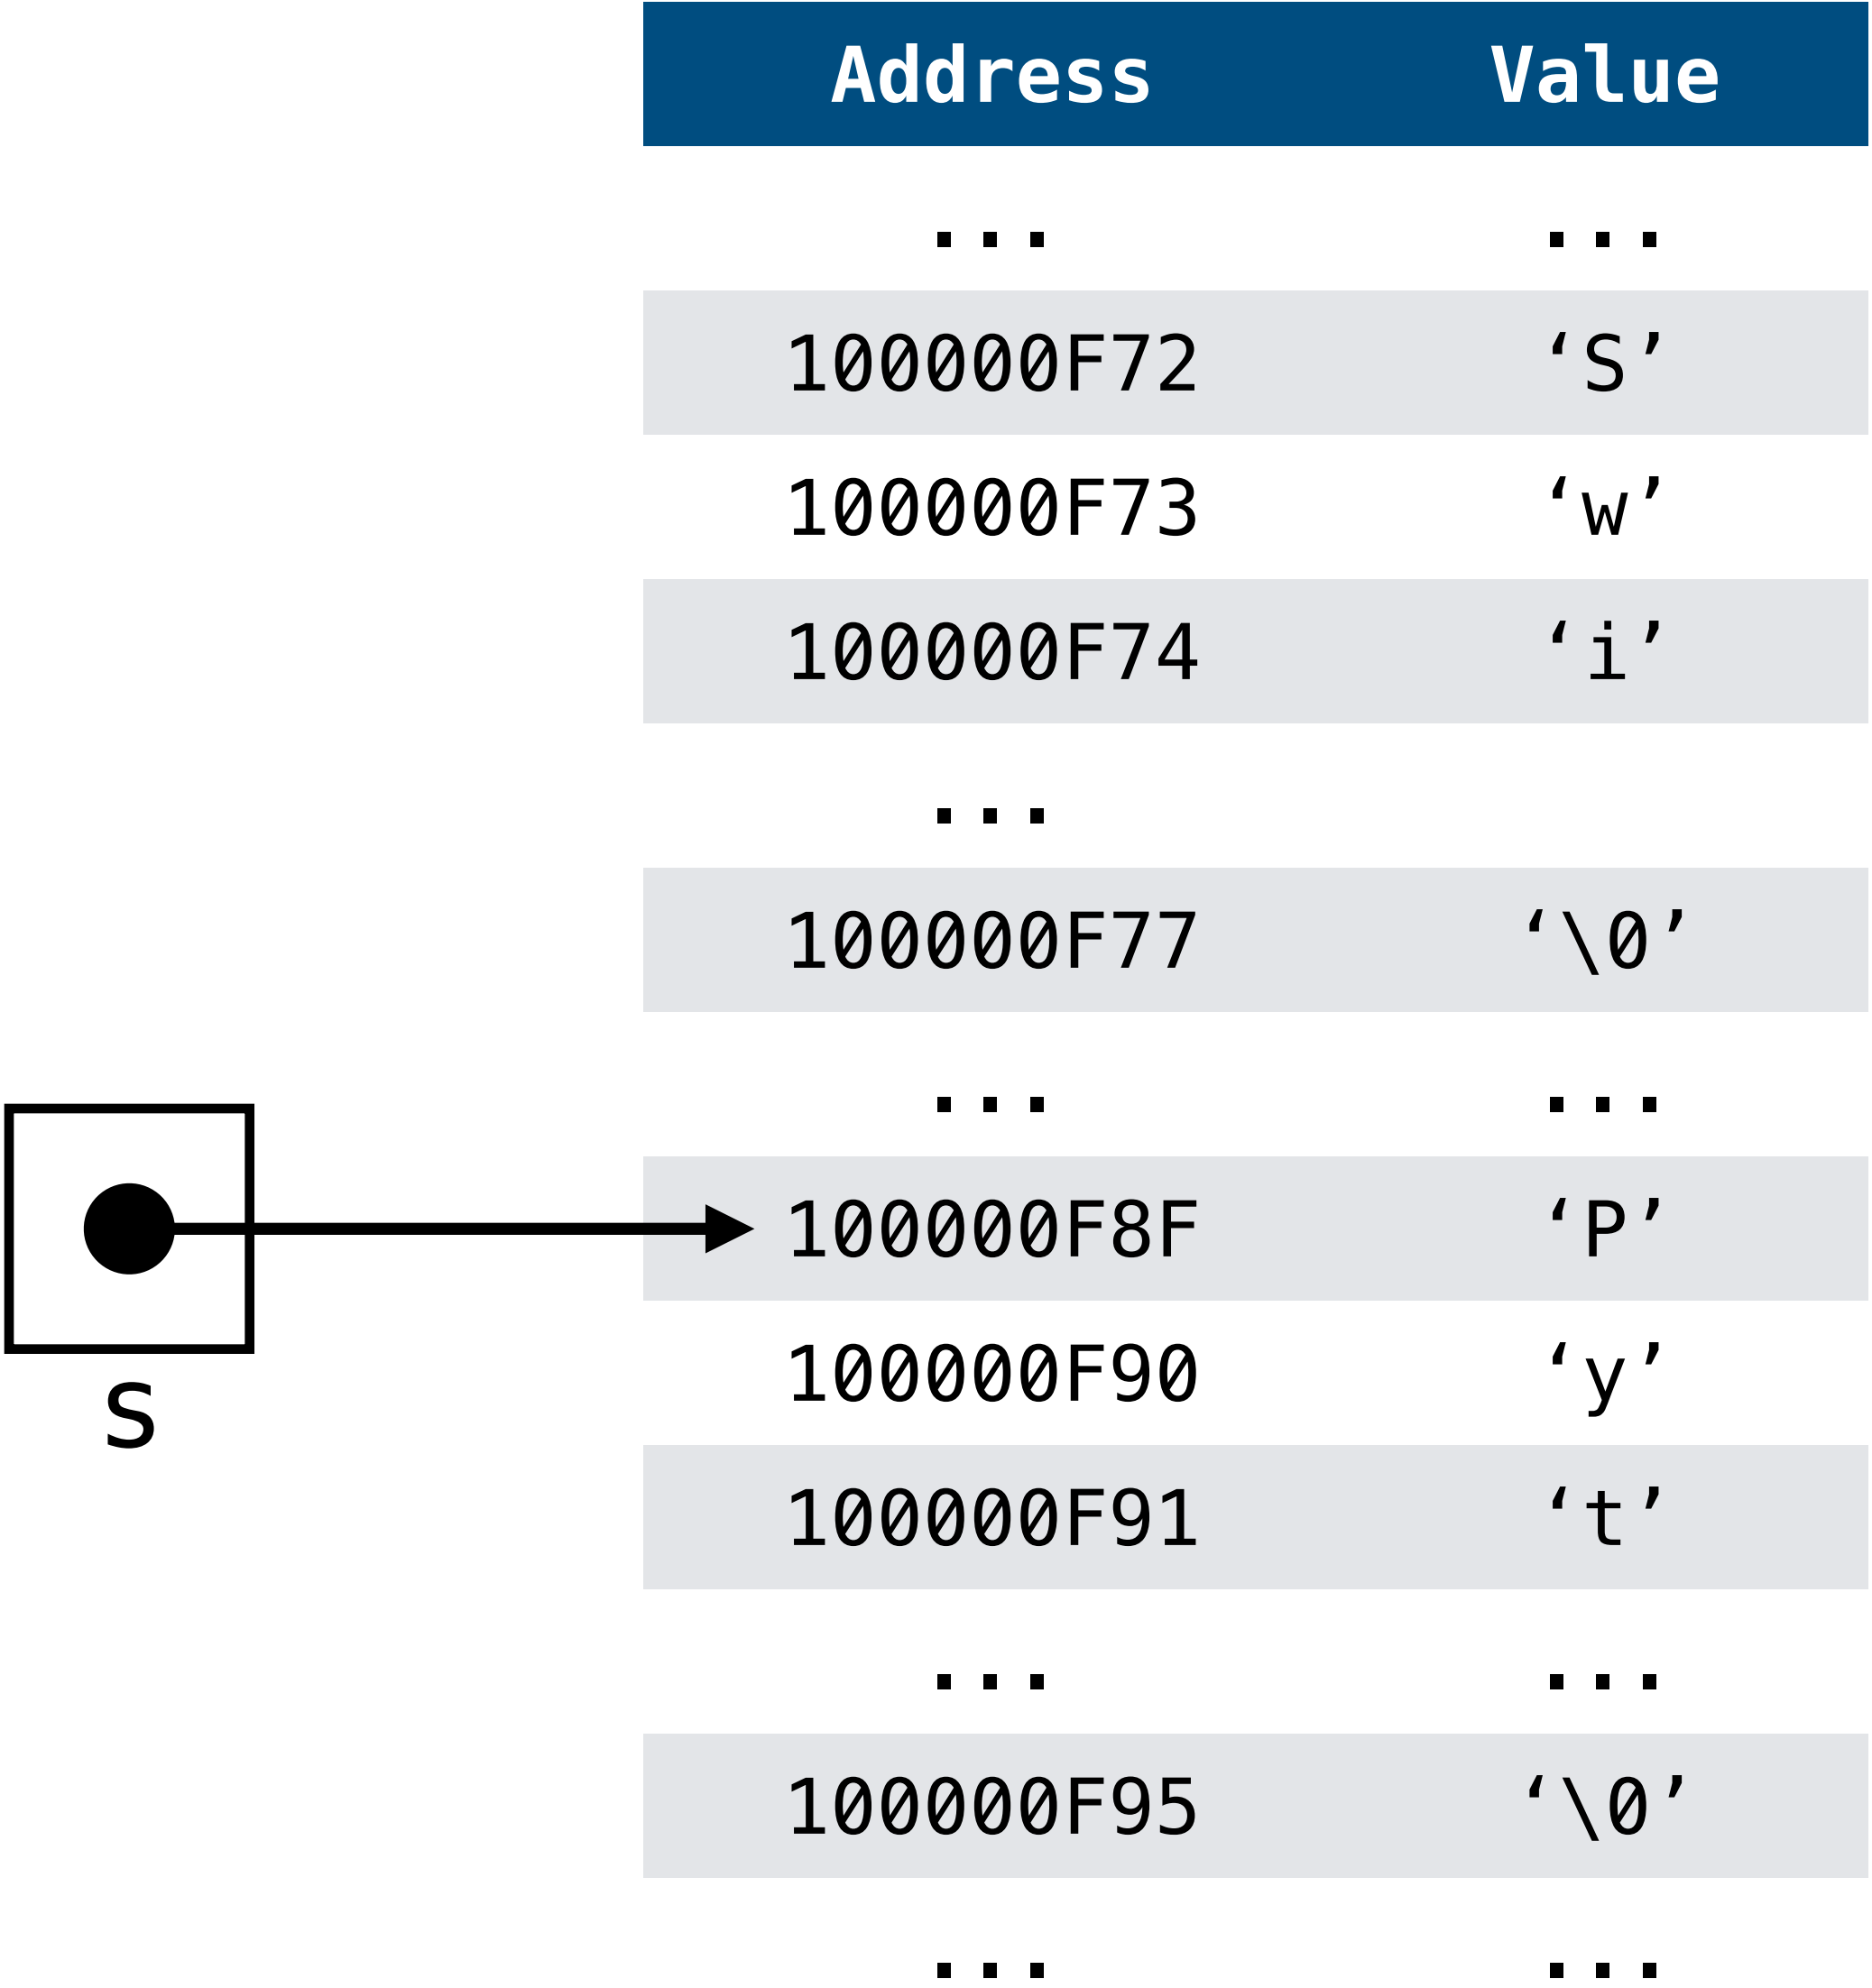 Address Value
... ...
100000F72 ‘S’
100000F73 ‘w’
100000F74 ‘i’
...
100000F77 ‘\0’
... ...
100000F8F ‘P’
s
100000F90 ‘y’
100000F91 ‘t’
... ...
100000F95 ‘\0’
... ...